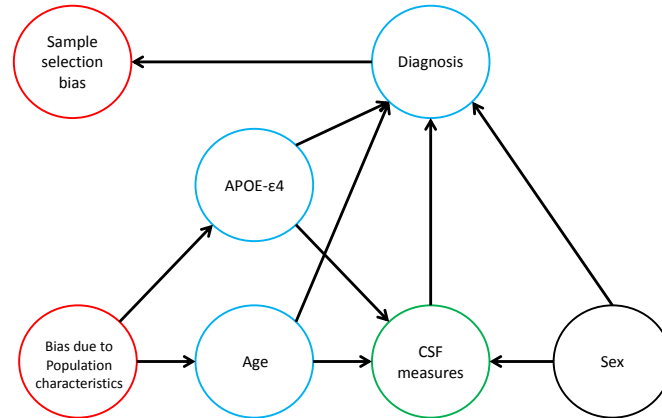 Sample
selection
bias
Diagnosis
APOE-ε4
Bias due to
Population
characteristics
Age
CSF
measures
Sex